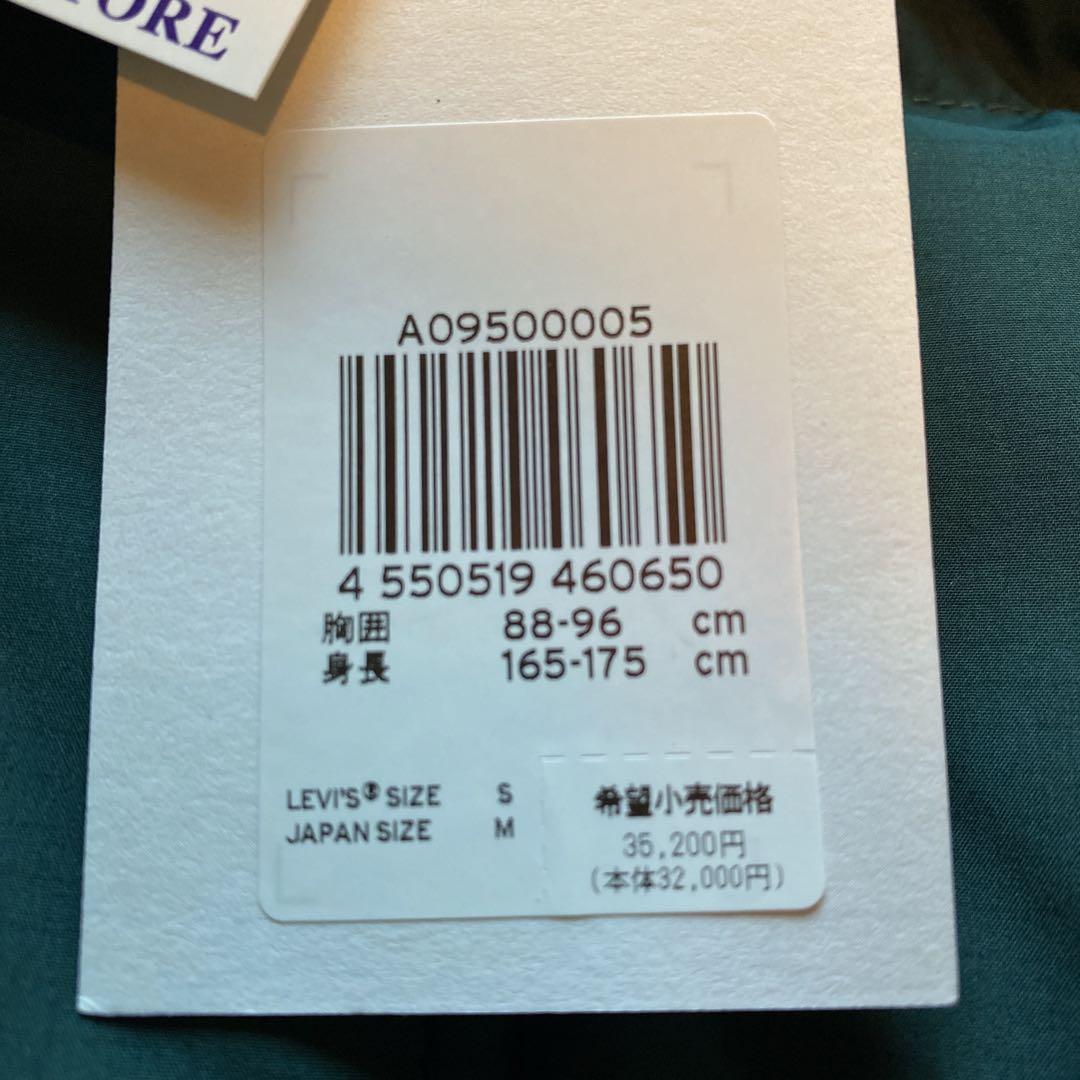 TORE
A09500005
4 550519 460650
胸囲 88-96 cm
身長 165-175 cm
LEVI'S® SIZE S
JAPAN SIZE M
希望小売価格
35,200円
(本体32,000円)